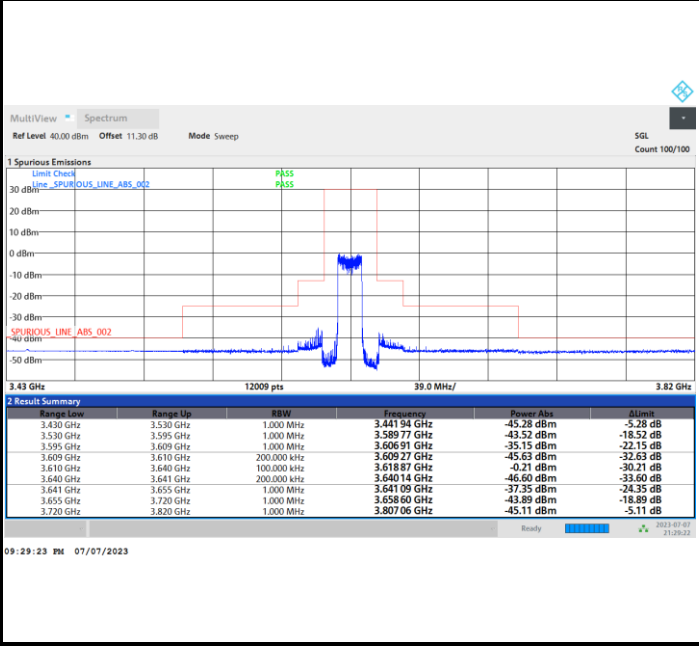 MultiView Spectrum
Ref Level 40.00 dBm Offset 11.30 dB Mode Sweep SGL
Count 100/100
1 Spurious Emissions
Limit Check PASS
Line _SPURIOUS_LINE_ABS_002 PASS
30 dBm
20 dBm
10 dBm
0 dBm
-10 dBm
-20 dBm
-30 dBm
SPURIOUS_LINE_ABS_002
-40 dBm
-50 dBm
3.43 GHz 12009 pts 39.0 MHz/ 3.82 GHz
2 Result Summary
Range Low Range Up RBW Frequency Power Abs ΔLimit
3.430 GHz 3.530 GHz 1.000 MHz 3.441 94 GHz -45.28 dBm -5.28 dB
3.530 GHz 3.595 GHz 1.000 MHz 3.589 77 GHz -43.52 dBm -18.52 dB
3.595 GHz 3.609 GHz 1.000 MHz 3.606 91 GHz -35.15 dBm -22.15 dB
3.609 GHz 3.610 GHz 200.000 kHz 3.609 27 GHz -45.63 dBm -32.63 dB
3.610 GHz 3.640 GHz 100.000 kHz 3.618 87 GHz -0.21 dBm -30.21 dB
3.640 GHz 3.641 GHz 200.000 kHz 3.640 14 GHz -46.60 dBm -33.60 dB
3.641 GHz 3.655 GHz 1.000 MHz 3.641 09 GHz -37.35 dBm -24.35 dB
3.655 GHz 3.720 GHz 1.000 MHz 3.658 60 GHz -43.89 dBm -18.89 dB
3.720 GHz 3.820 GHz 1.000 MHz 3.807 06 GHz -45.11 dBm -5.11 dB
Ready 2023-07-07
21:29:22
09:29:23 PM 07/07/2023